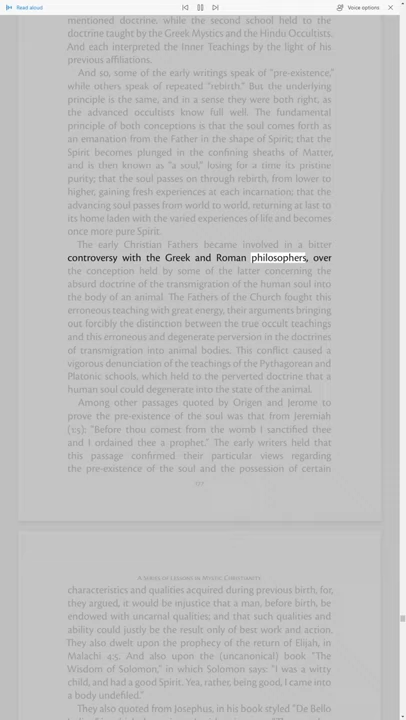 Read aloud
Voice options
mentioned doctrine, while the second school held to the
doctrine taught by the Greek Mystics and the Hindu Occultists.
And each interpreted the Inner Teachings by the light of his
previous affiliations.
And so, some of the early writings speak of "pre-existence,"
while others speak of repeated "rebirth." But the underlying
principle is the same, and in a sense they were both right, as
the advanced occultists know full well. The fundamental
principle of both conceptions is that the soul comes forth as
an emanation from the Father in the shape of Spirit; that the
Spirit becomes plunged in the confining sheaths of Matter,
and is then known as "a soul," losing for a time its pristine
purity; that the soul passes on through rebirth, from lower to
higher, gaining fresh experiences at each incarnation; that the
advancing soul passes from world to world, returning at last to
its home laden with the varied experiences of life and becomes
once more pure Spirit.
The early Christian Fathers became involved in a bitter
controversy with the Greek and Roman philosophers, over
the conception held by some of the latter concerning the
absurd doctrine of the transmigration of the human soul into
the body of an animal. The Fathers of the Church fought this
erroneous teaching with great energy, their arguments bringing
out forcibly the distinction between the true occult teachings
and this erroneous and degenerate perversion in the doctrines
of transmigration into animal bodies. This conflict caused a
vigorous denunciation of the teachings of the Pythagorean and
Platonic schools, which held to the perverted doctrine that a
human soul could degenerate into the state of the animal.
Among other passages quoted by Origen and Jerome to
prove the pre-existence of the soul was that from Jeremiah
(1:5): "Before thou comest from the womb I sanctified thee
and I ordained thee a prophet." The early writers held that
this passage confirmed their particular views regarding
the pre-existence of the soul and the possession of certain
A Series of Lessons in Mystic Christianity
characteristics and qualities acquired during previous birth, for,
they argued, it would be injustice that a man, before birth, be
endowed with uncarnal qualities; and that such qualities and
ability could justly be the result only of best work and action.
They also dwelt upon the prophecy of the return of Elijah, in
Malachi 4:5. And also upon the (uncanonical) book "The
Wisdom of Solomon," in which Solomon says: "I was a witty
child, and had a good Spirit. Yea, rather, being good, I came into
a body undefiled."
They also quoted from Josephus, in his book styled "De Bello